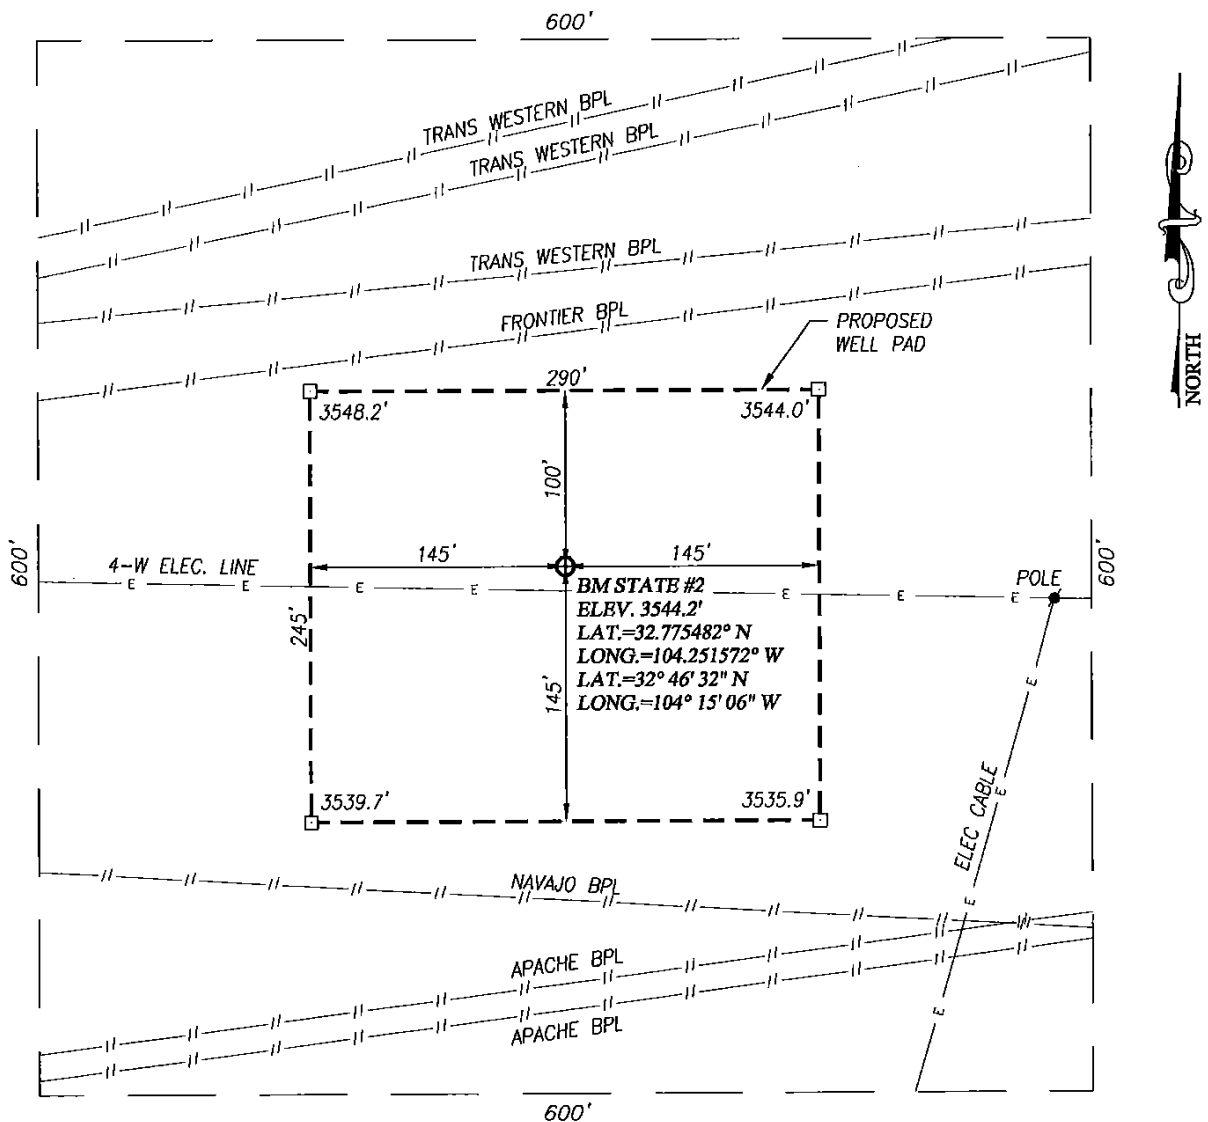 600'
TRANS WESTERN BPL
TRANS WESTERN BPL
TRANS WESTERN BPL
FRONTIER BPL
PROPOSED
WELL PAD
NORTH
290'
3548.2'
3544.0'
100'
600'
4-W ELEC. LINE
E E E E E E E
145'
145'
POLE
600'
245'
BM STATE #2
ELEV. 3544.2'
LAT.=32.775482° N
LONG.=104.251572° W
LAT.=32° 46' 32" N
LONG.=104° 15' 06" W
145'
3539.7'
3535.9'
ELEC CABLE
E E E E
NAVAJO BPL
APACHE BPL
APACHE BPL
600'